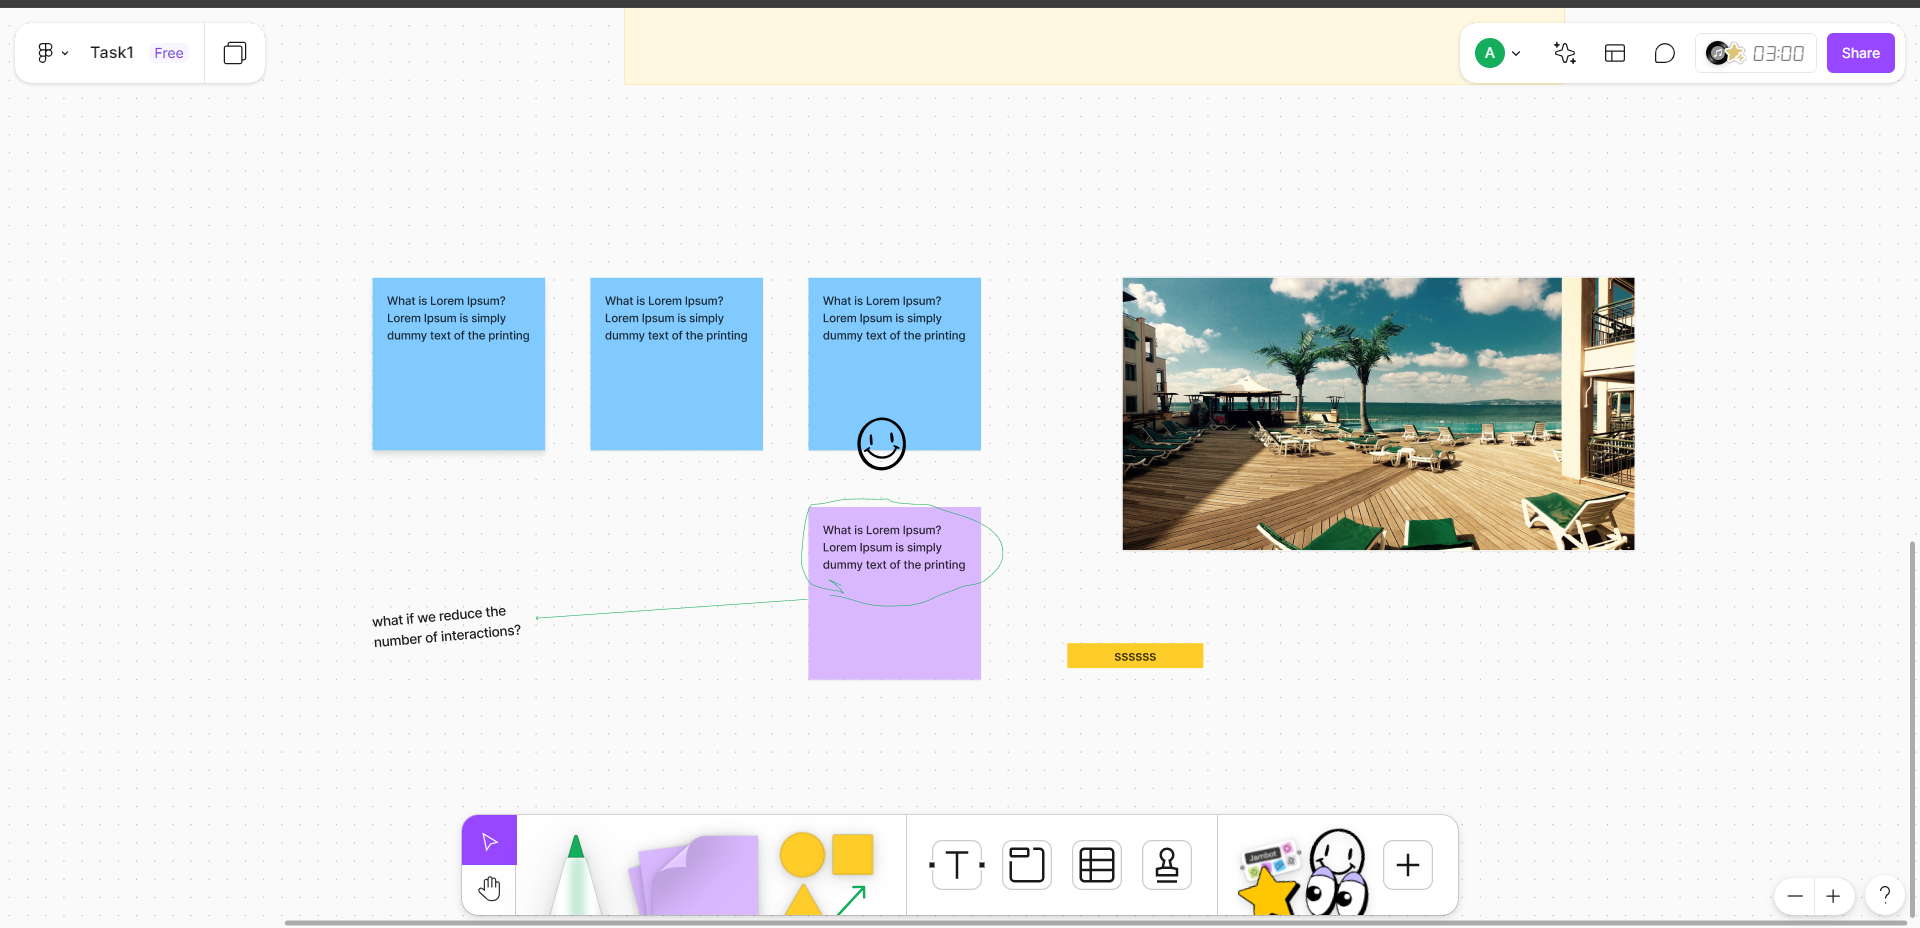 Task1 Free
A
03:00
Share
What is Lorem Ipsum?
Lorem Ipsum is simply
dummy text of the printing
What is Lorem Ipsum?
Lorem Ipsum is simply
dummy text of the printing
What is Lorem Ipsum?
Lorem Ipsum is simply
dummy text of the printing
What is Lorem Ipsum?
Lorem Ipsum is simply
dummy text of the printing
what if we reduce the
number of interactions?
ssssss
T
Jambot
?